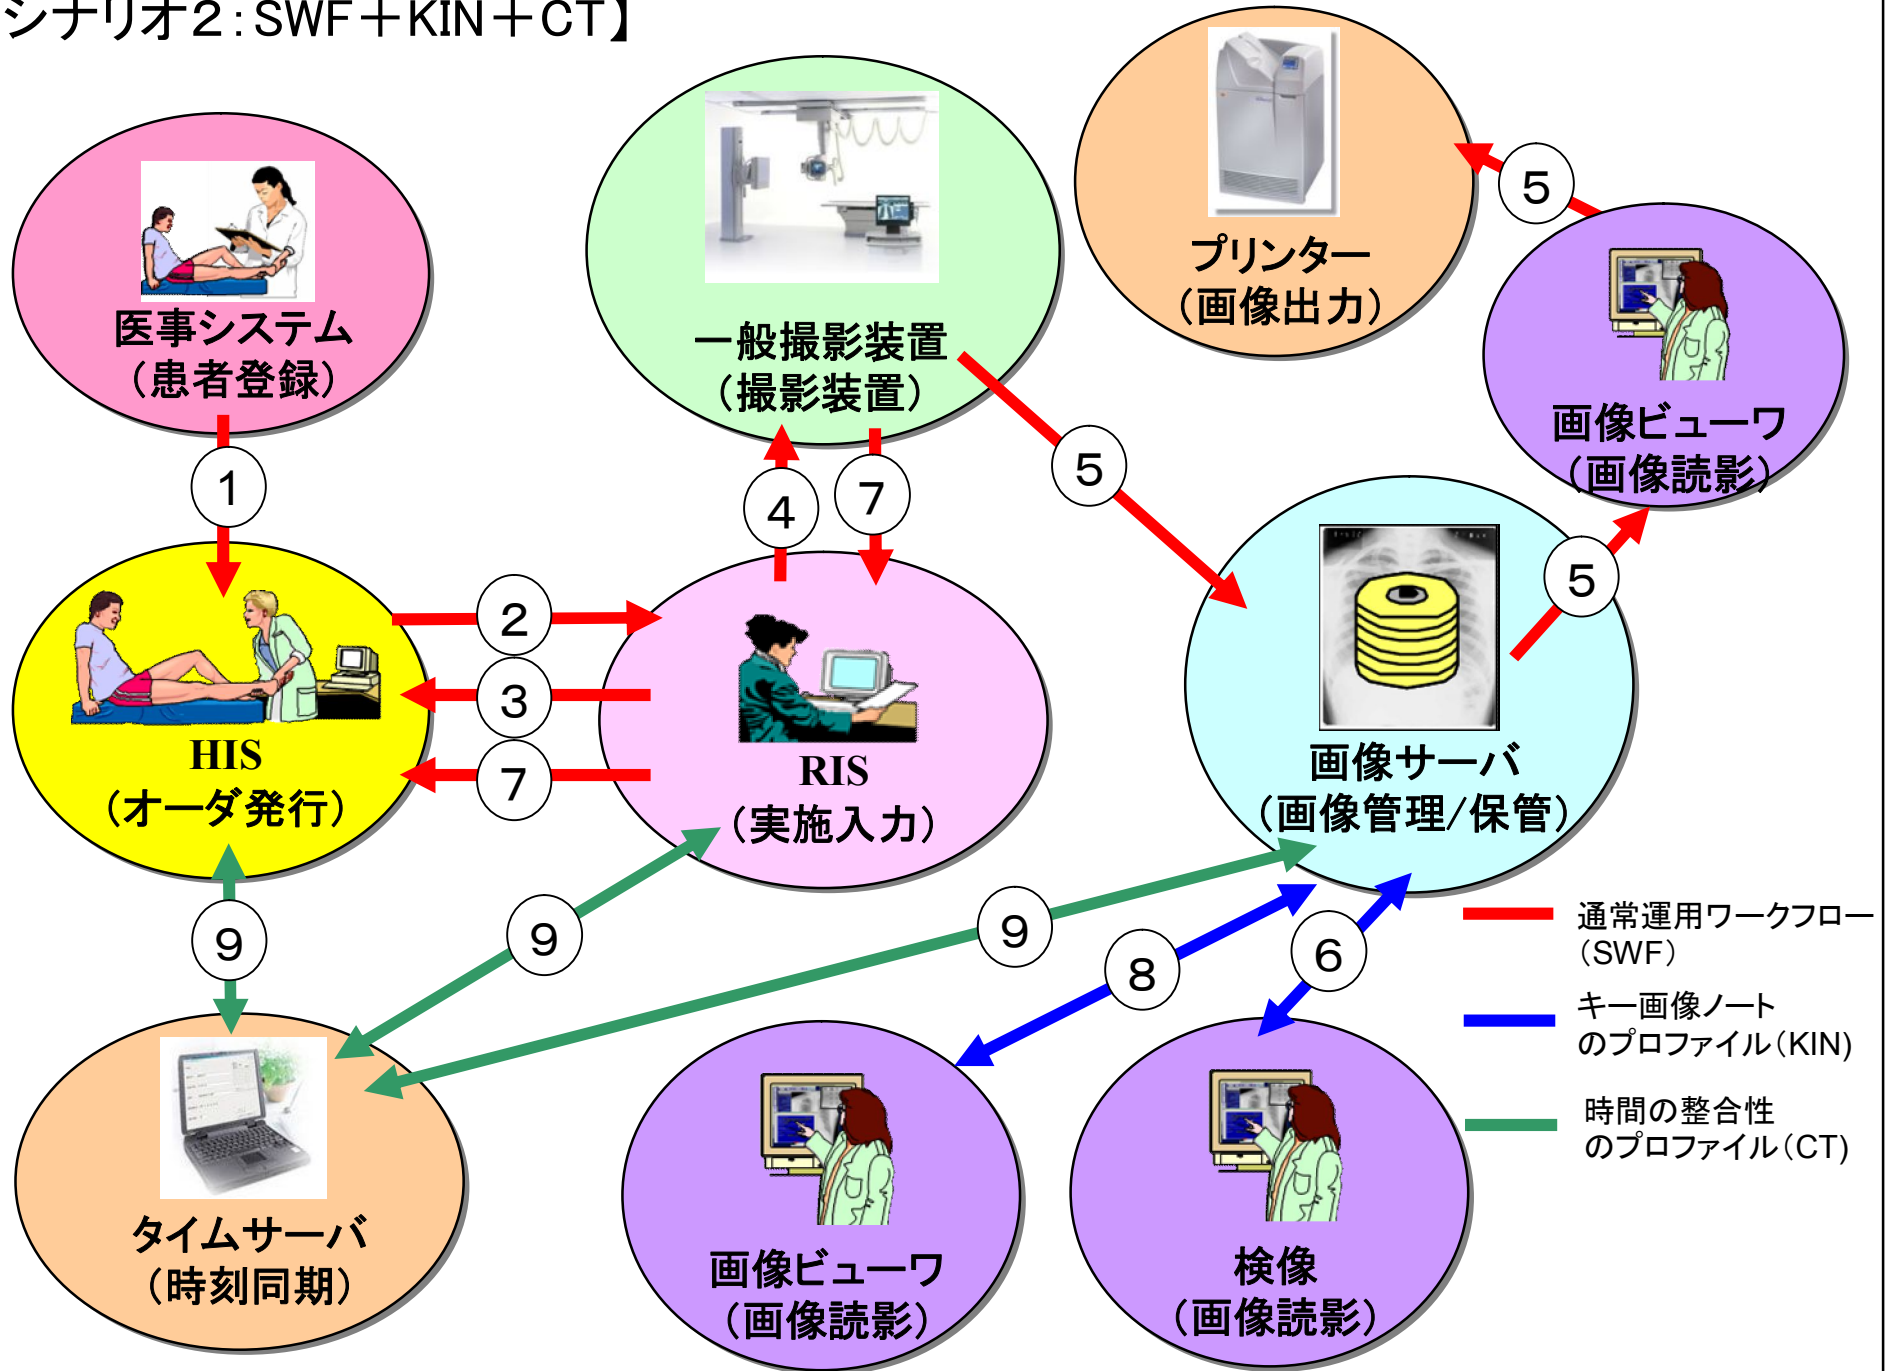 シナリオ2：SWF＋KIN＋CT】
プリンター
（画像出力）
5
医事システム
（患者登録）
一般撮影装置
（撮影装置）
画像ビューワ
（画像読影）
1
4
7
5
5
2
3
7
HIS
（オーダ発行）
RIS
（実施入力）
画像サーバ
（画像管理/保管）
9
9
9
8
6
通常運用ワークフロー
（SWF）
キー画像ノート
のプロファイル（KIN)
時間の整合性
のプロファイル（CT)
タイムサーバ
（時刻同期）
画像ビューワ
（画像読影）
検像
（画像読影）